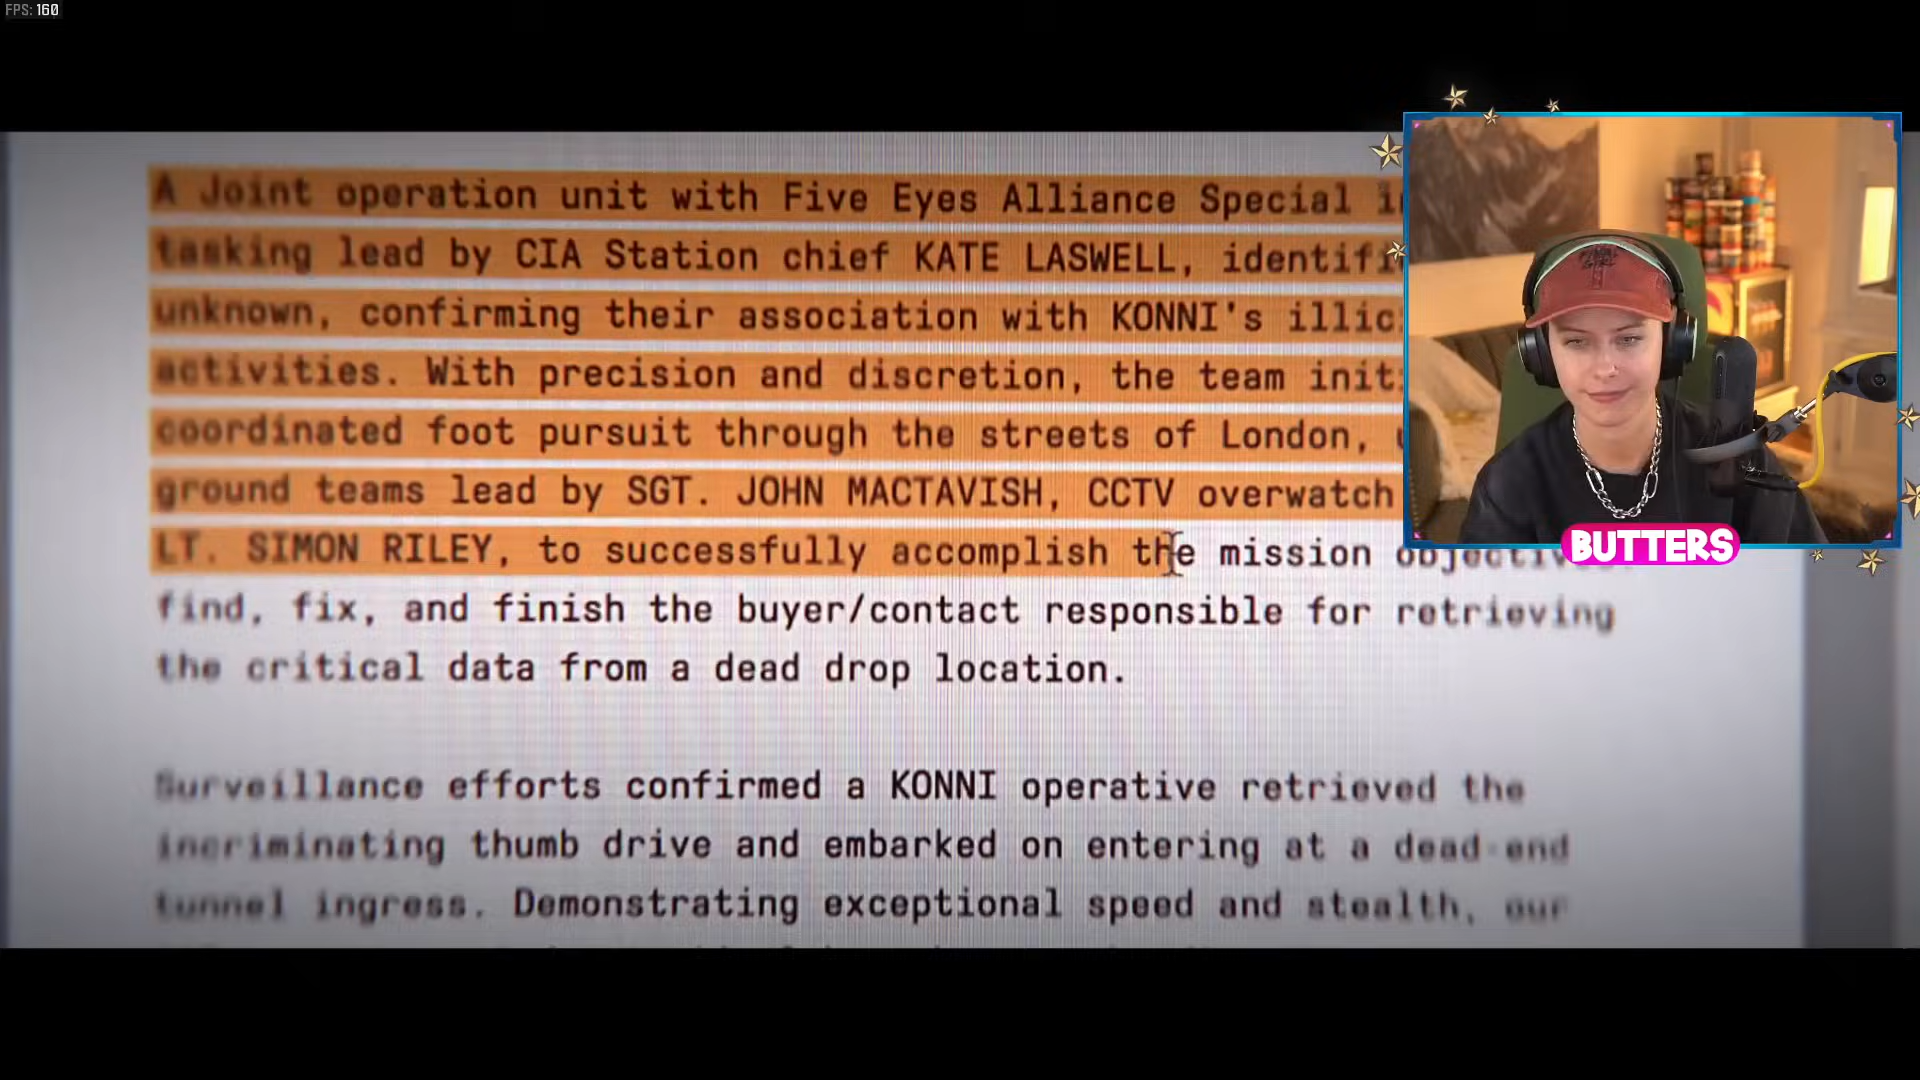 FPS: 160
A Joint operation unit with Five Eyes Alliance Special
tasking lead by CIA Station chief KATE LASWELL,
unknown, confirming their association with KONNI's
activities. With precision and discretion, the team
coordinated foot pursuit through the streets of London,
ground teams lead by SGT. JOHN MACTAVISH, CCTV overwatch
LT. SIMON RILEY, to successfully accomplish the mission
find, fix, and finish the buyer/contact responsible for retrieving
the critical data from a dead drop location.
Surveillance efforts confirmed a KONNI operative retrieved the
incriminating thumb drive and embarked on entering at a dead-end
tunnel ingress. Demonstrating exceptional speed and stealth, our
BUTTERS